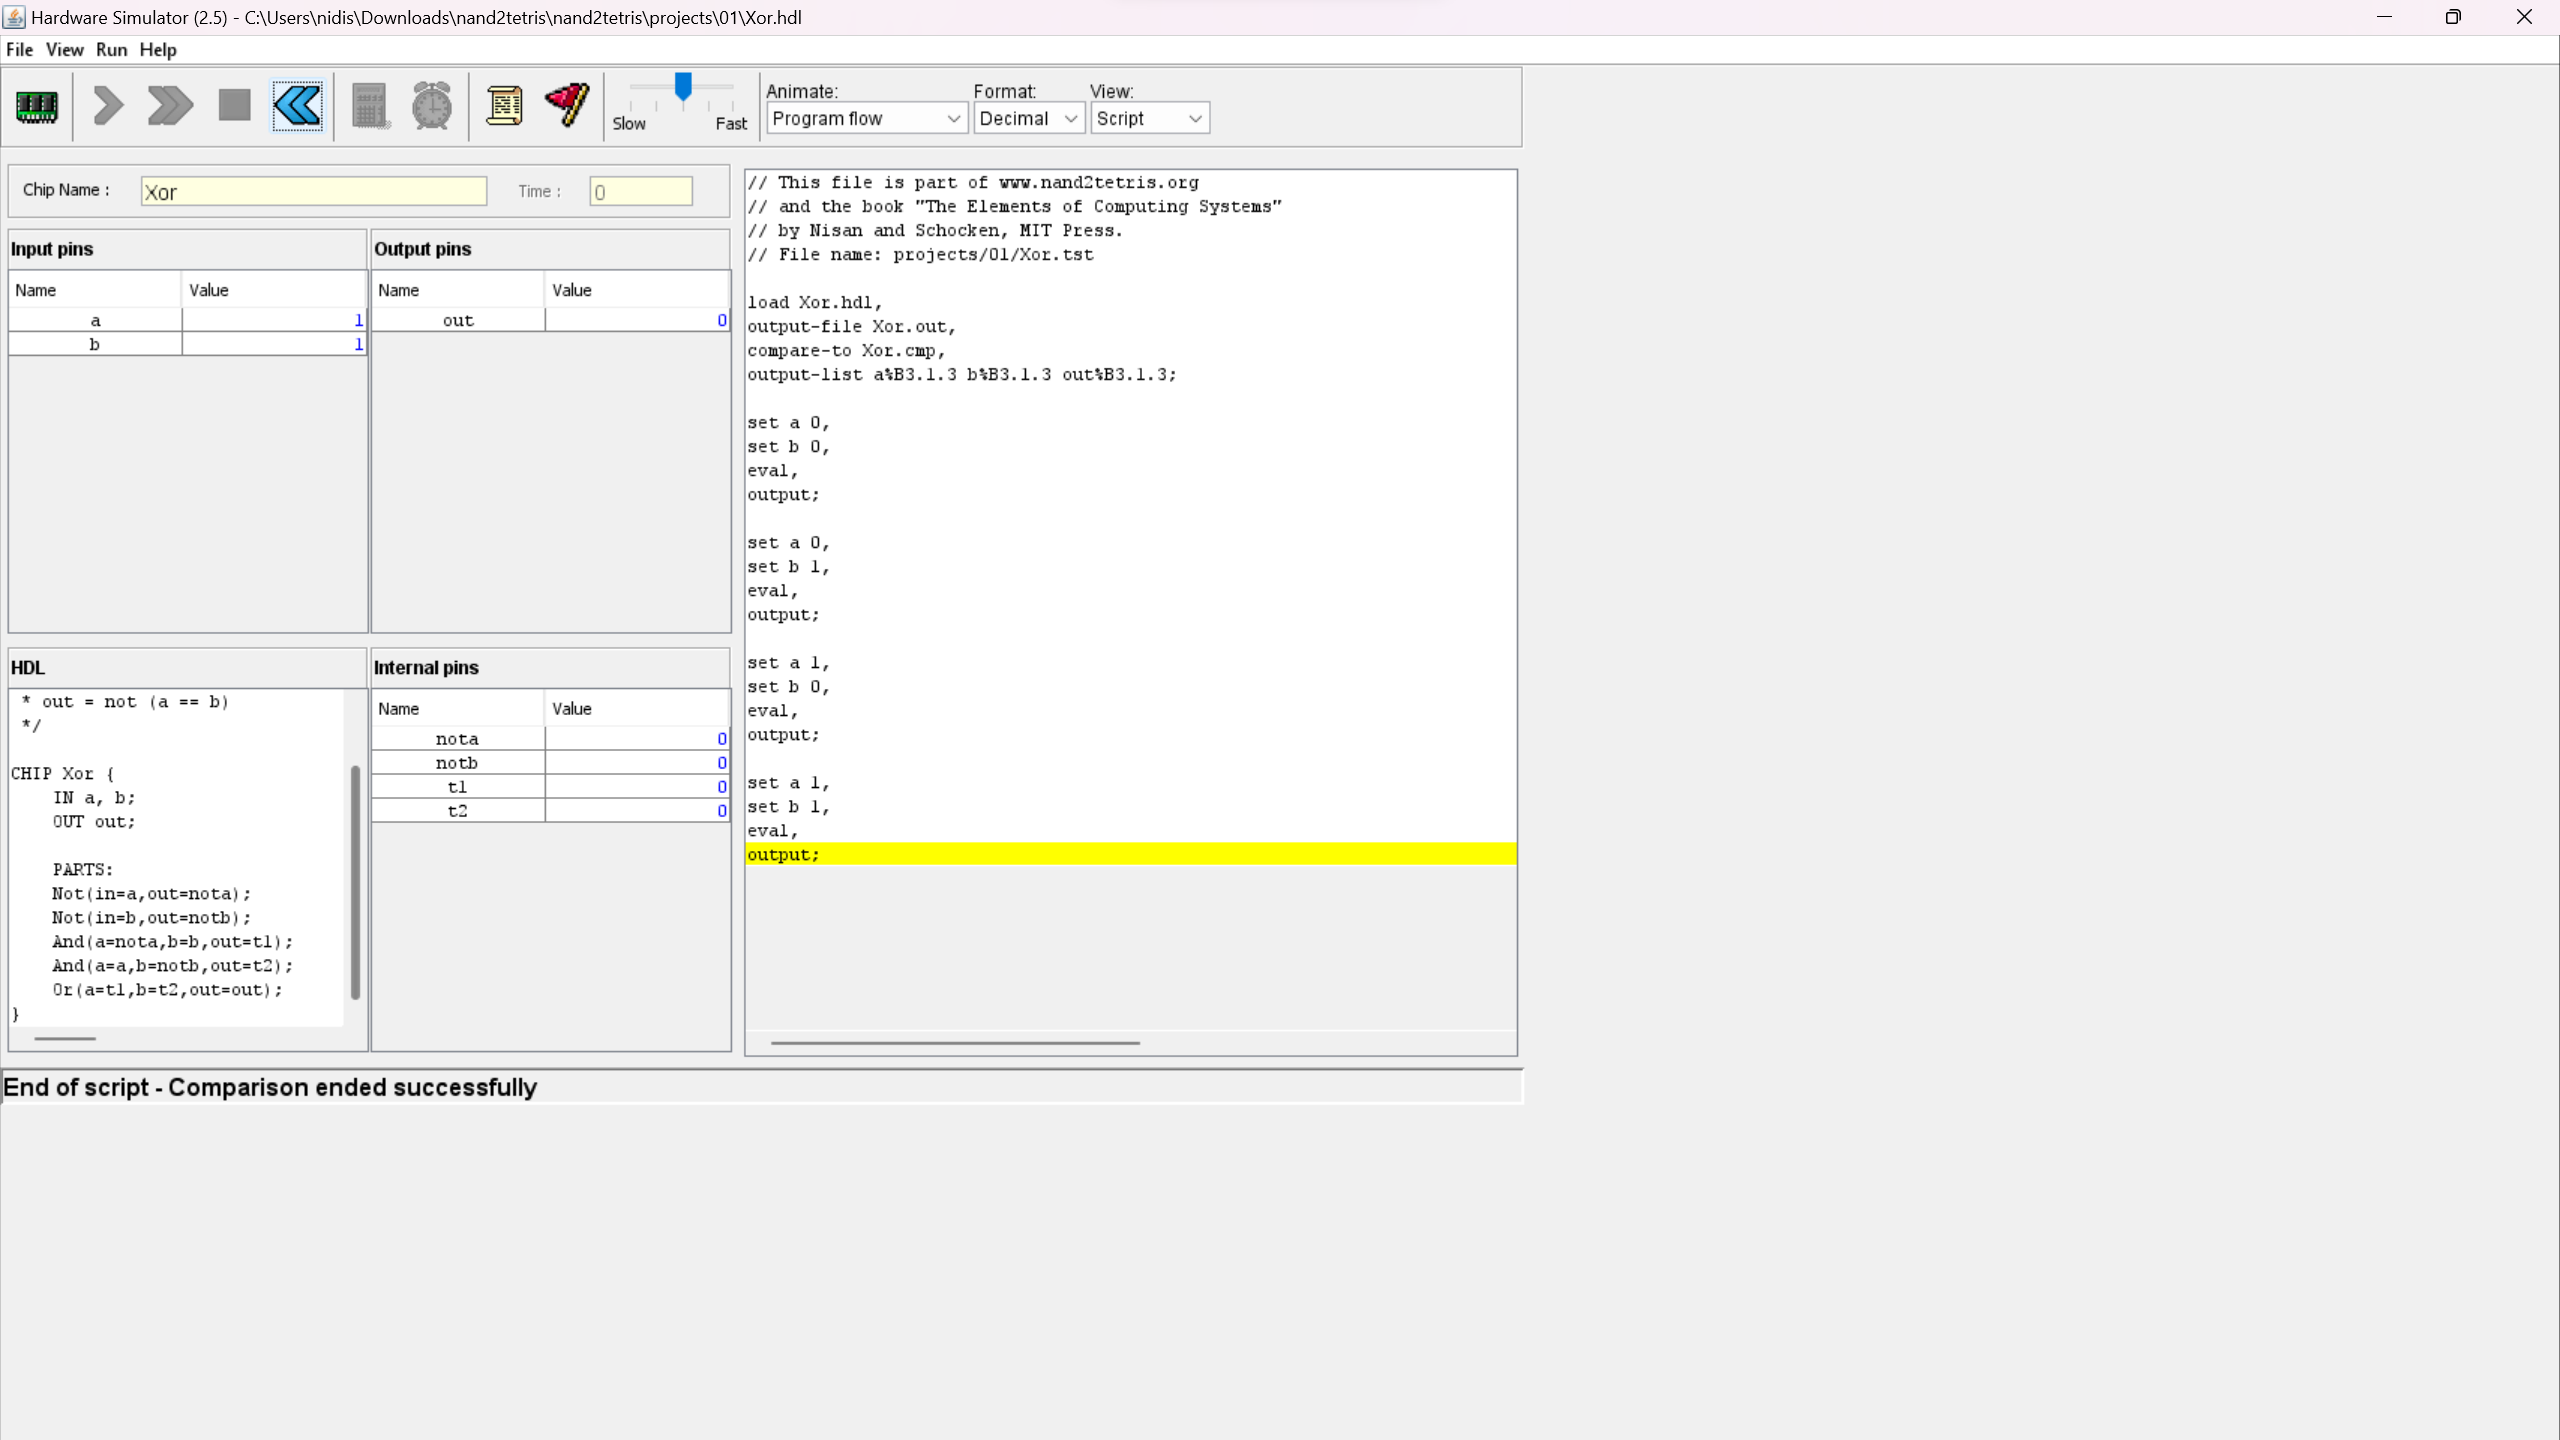 Hardware Simulator (2.5) - C:\Users\nidis\Downloads\nand2tetris\nand2tetris\projects\01\Xor.hdl
File View Run Help
Slow Fast
Animate: Format: View:
Program flow Decimal Script
Chip Name : Xor Time : 0
Input pins
Name Value
a 1
b 1
Output pins
Name Value
out 0
HDL
* out = not (a == b)
*/
CHIP Xor {
IN a, b;
OUT out;
PARTS:
Not(in=a,out=nota);
Not(in=b,out=notb);
And(a=nota,b=b,out=t1);
And(a=a,b=notb,out=t2);
Or(a=t1,b=t2,out=out);
}
Internal pins
Name Value
nota 0
notb 0
t1 0
t2 0
// This file is part of www.nand2tetris.org
// and the book "The Elements of Computing Systems"
// by Nisan and Schocken, MIT Press.
// File name: projects/01/Xor.tst
load Xor.hdl,
output-file Xor.out,
compare-to Xor.cmp,
output-list a%B3.1.3 b%B3.1.3 out%B3.1.3;
set a 0,
set b 0,
eval,
output;
set a 0,
set b 1,
eval,
output;
set a 1,
set b 0,
eval,
output;
set a 1,
set b 1,
eval,
output;
End of script - Comparison ended successfully